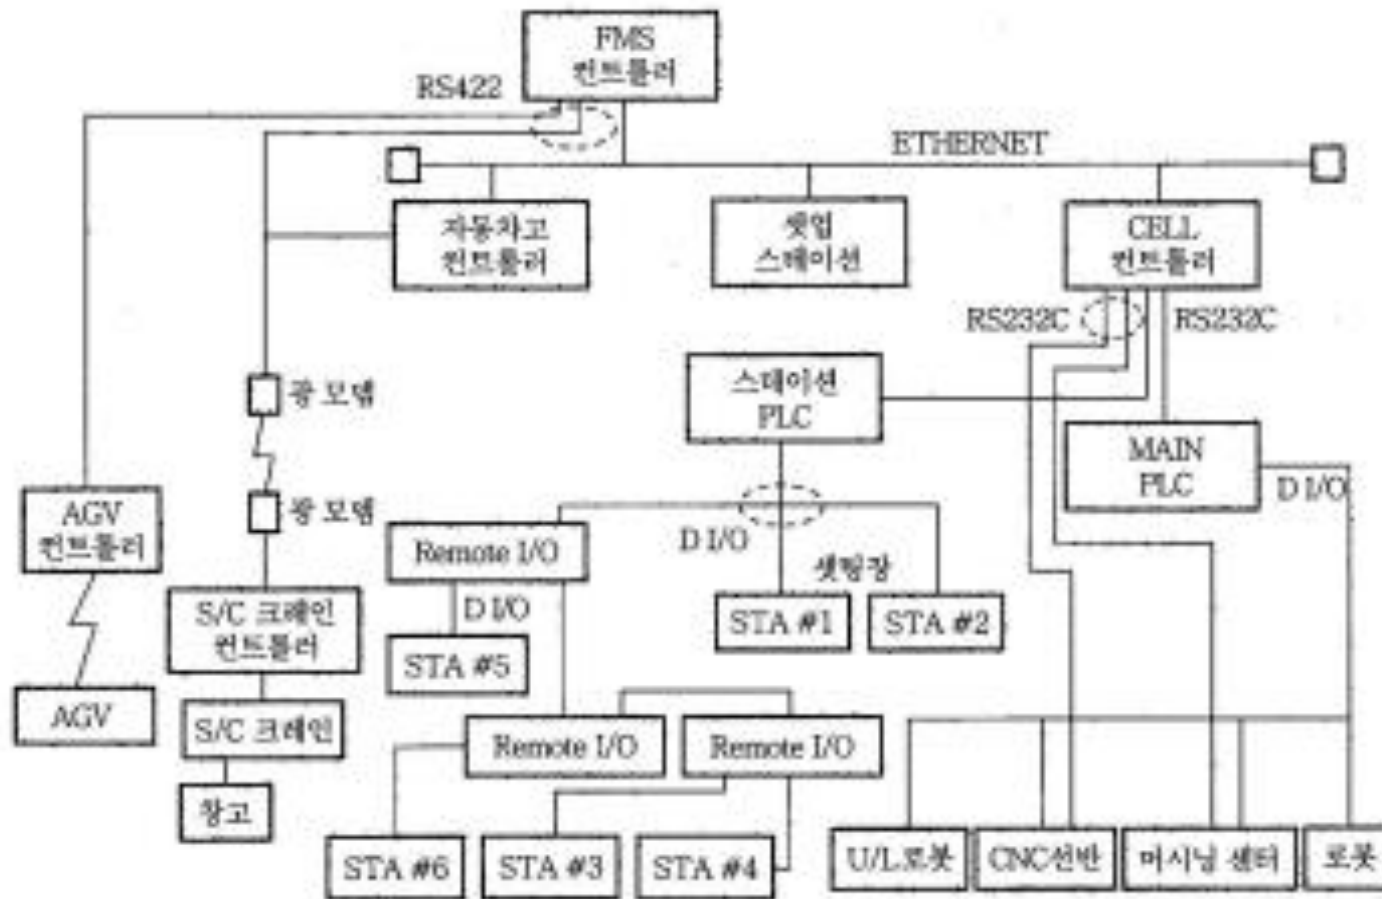 FMS
컨트롤러
RS422
ETHERNET
자동차고
컨트롤러
셋업
스테이션
CELL
컨트롤러
RS232C
RS232C
광 모뎀
스테이션
PLC
MAIN
PLC
D I/O
AGV
컨트롤러
광 모뎀
Remote I/O
D I/O
셋팅장
S/C 크레인
컨트롤러
D I/O
STA #1
STA #2
STA #5
AGV
S/C 크레인
Remote I/O
Remote I/O
창고
STA #6
STA #3
STA #4
U/L로봇
CNC선반
머시닝 센터
로봇